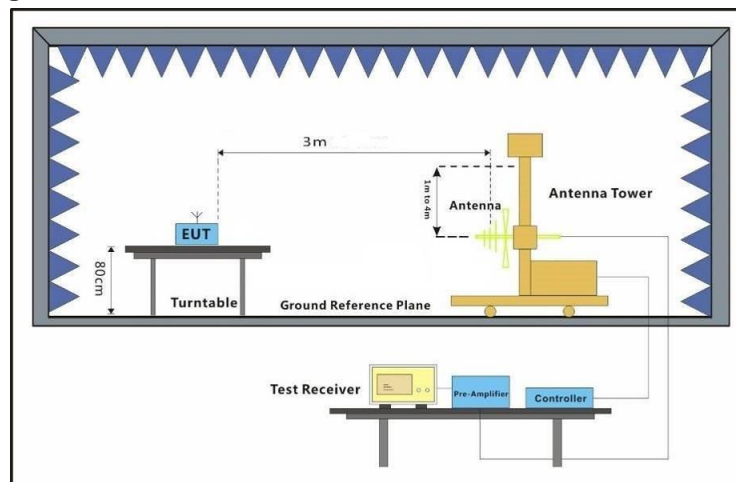 3m
1m to 4m
Antenna
Antenna Tower
EUT
80cm
Turntable
Ground Reference Plane
Test Receiver
Pre-Amplifier
Controller